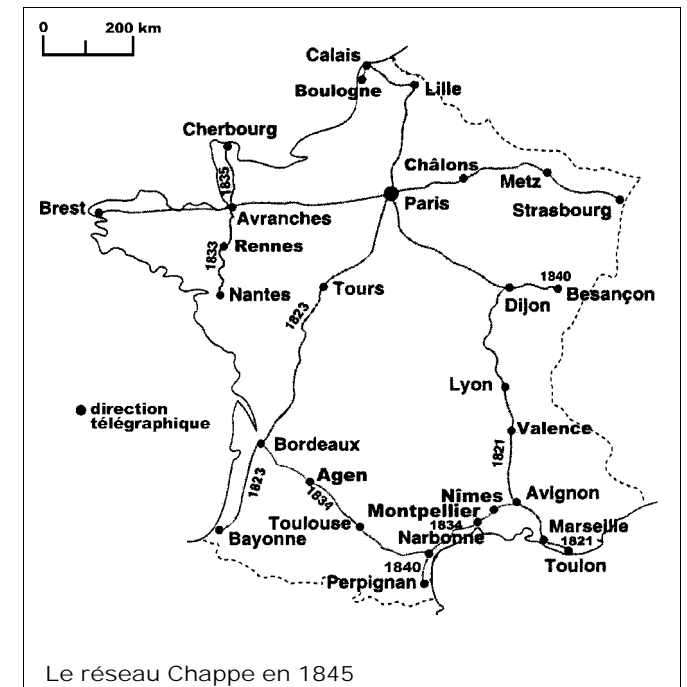 0 200 km
Calais
Boulogne
Lille
Cherbourg
1835
Châlons
Metz
Brest
Avranches
Paris
Strasbourg
Rennes
1833
Nantes
Tours
1823
1840
Dijon
Besançon
Lyon
direction
télégraphique
Valence
1821
Bordeaux
1823
Agen
1834
Nîmes
Avignon
Montpellier
1834
Toulouse
Narbonne
Marseille
1821
Bayonne
Toulon
1840
Perpignan
Le réseau Chappe en 1845